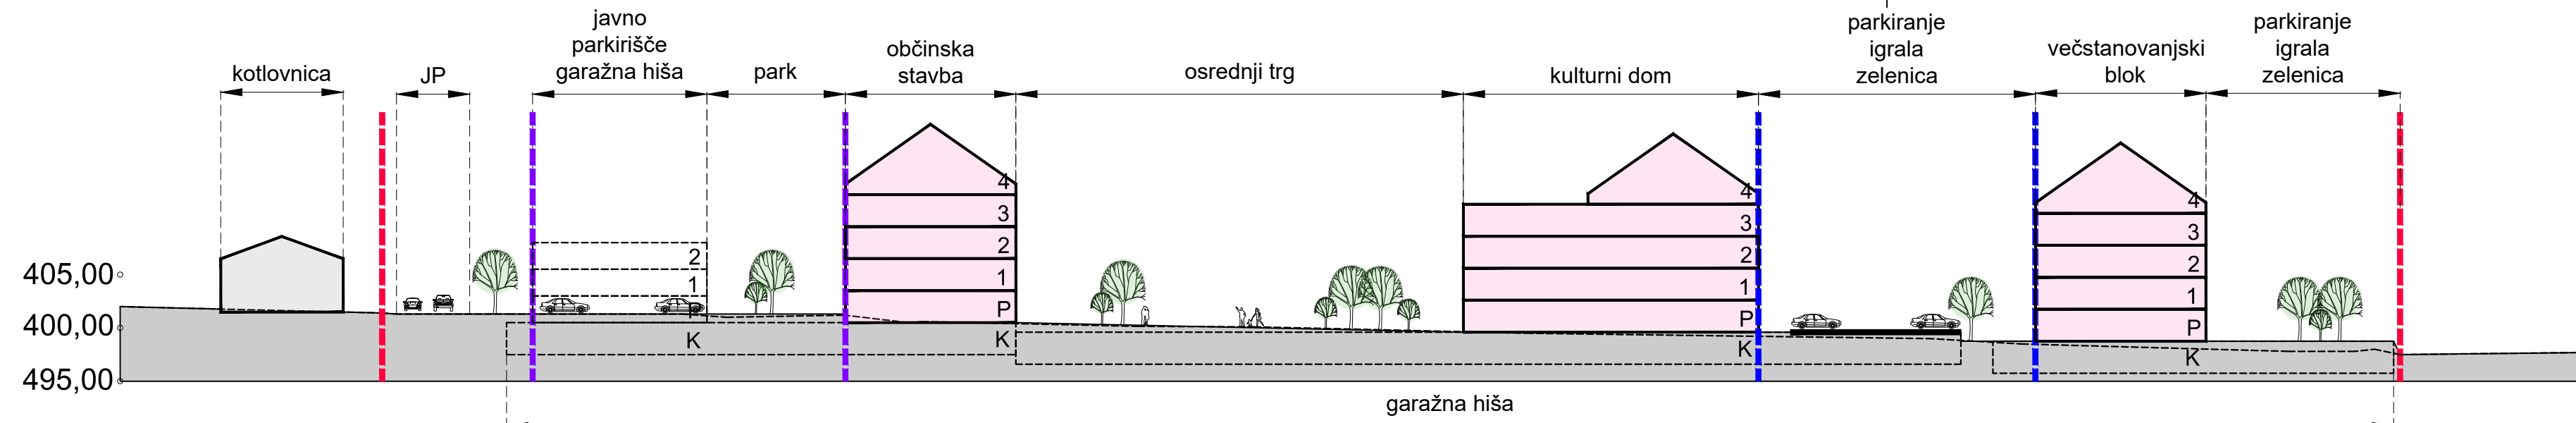 kotlovnica
JP
javno
parkirišče
garažna hiša
park
občinska
stavba
osrednji trg
kulturni dom
parkiranje
igrala
zelenica
večstanovanjski
blok
parkiranje
igrala
zelenica
405,00
400,00
495,00
2
1
P
K
4
3
2
1
P
K
4
3
2
1
P
K
4
3
2
1
P
K
garažna hiša